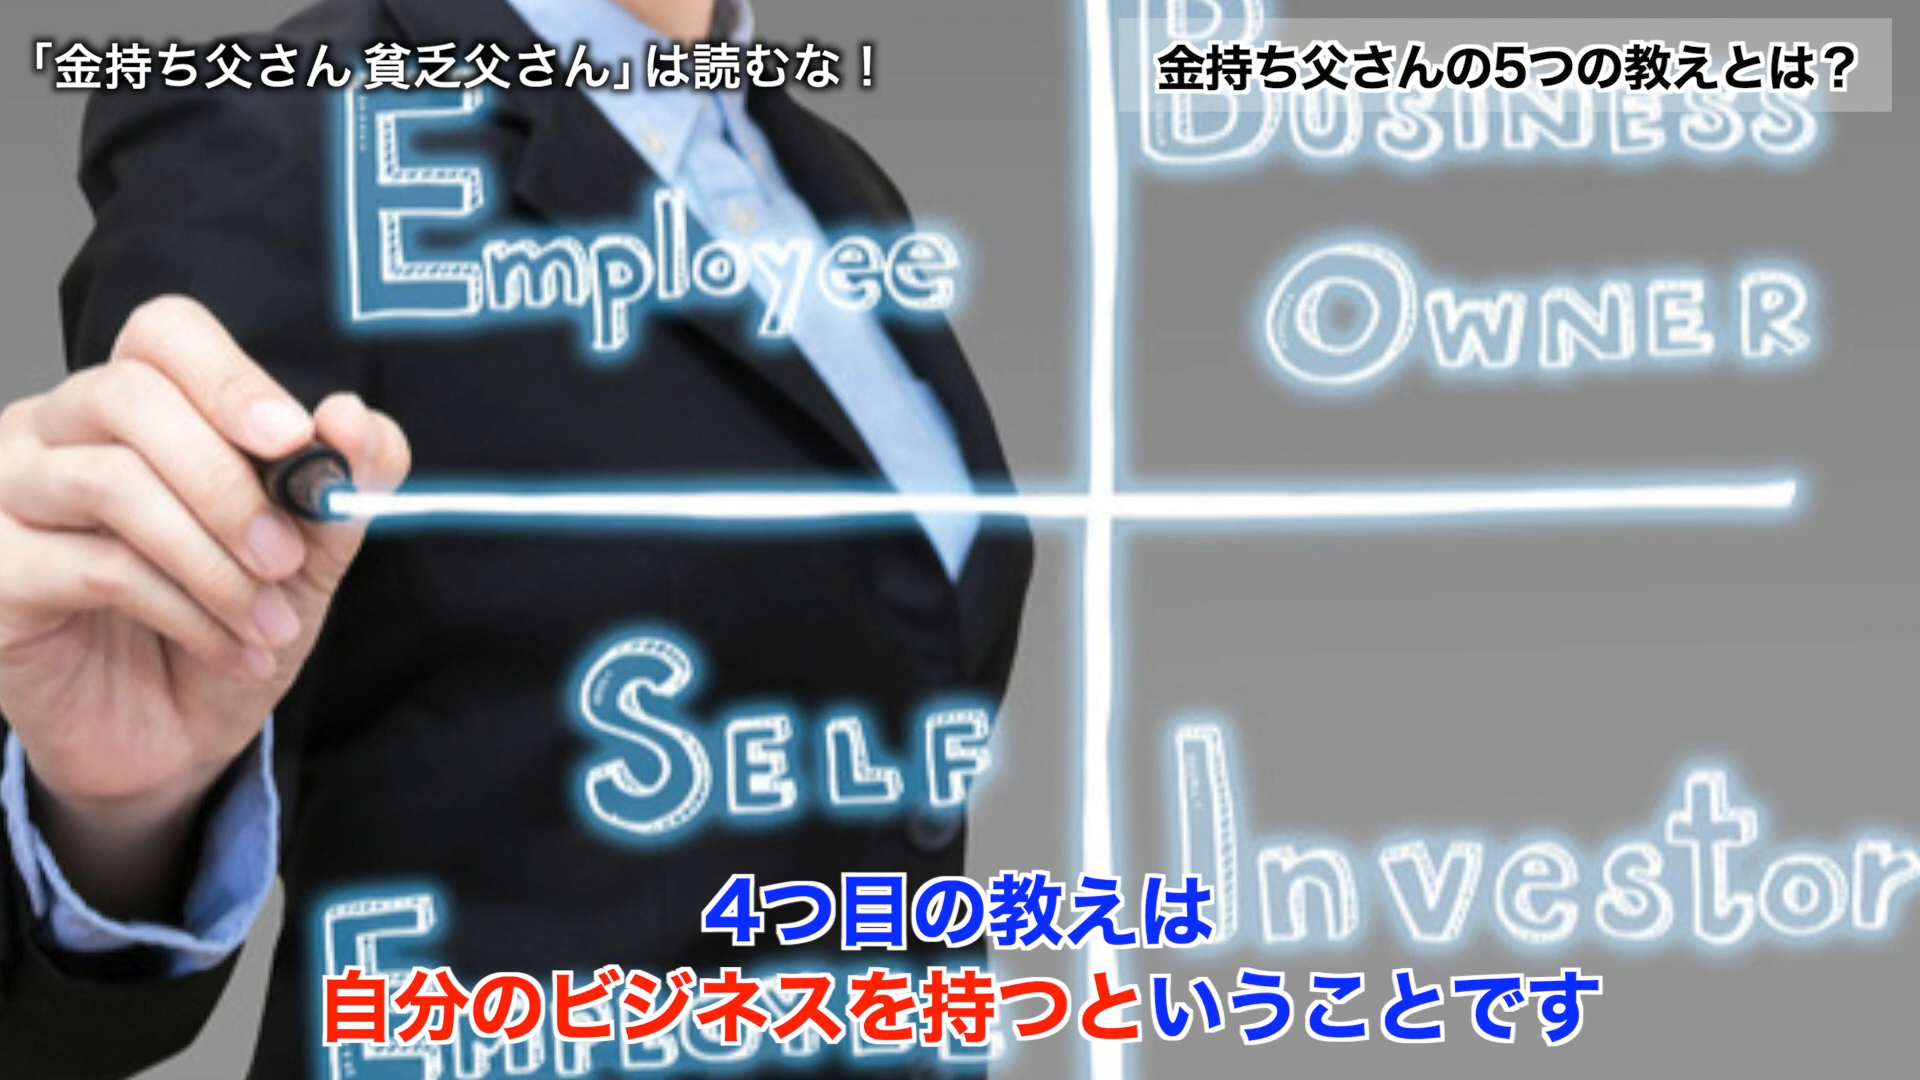 「金持ち父さん 貧乏父さん」は読むな！
金持ち父さんの5つの教えとは？
Employee
BUSINESS
OWNER
SELF
EMPLOYEE
Investor
4つ目の教えは
自分のビジネスを持つということです